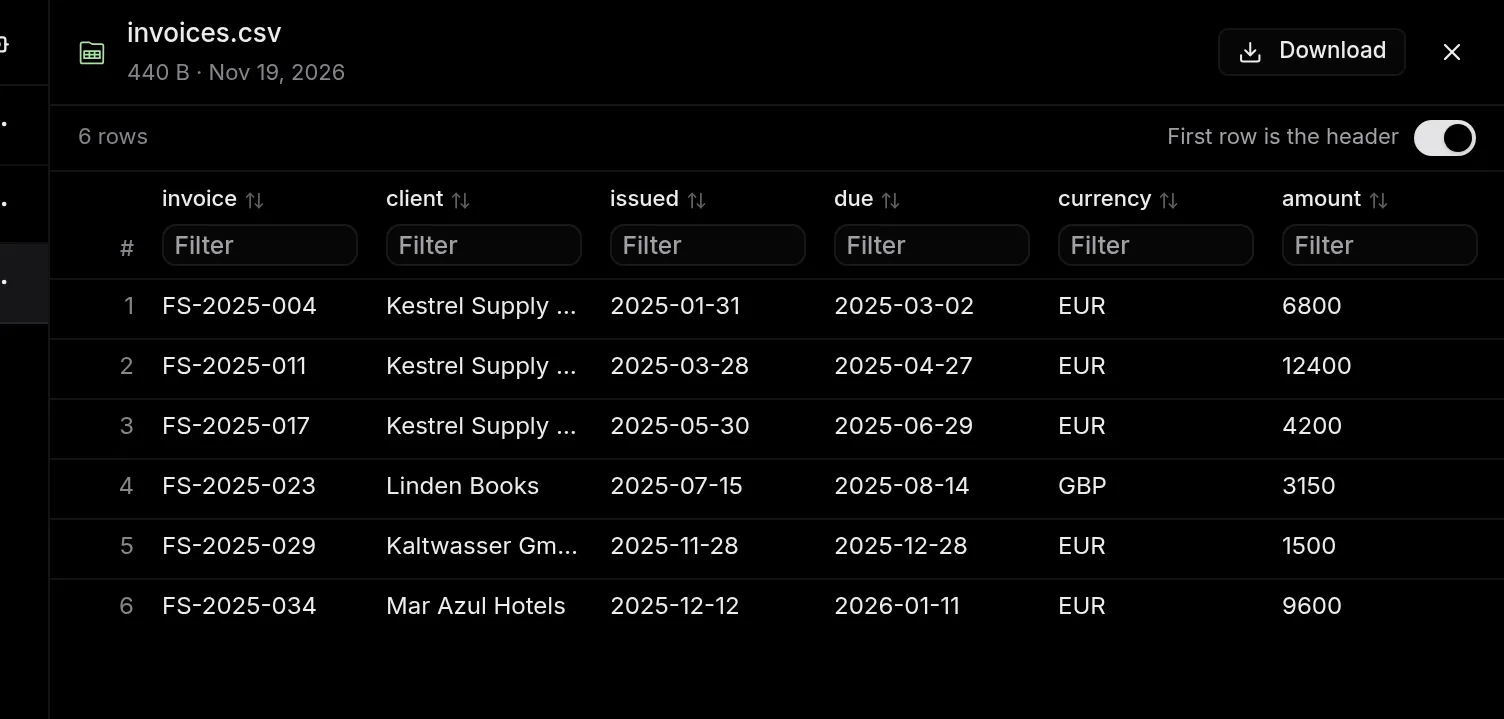 invoices.csv
440 B · Nov 19, 2026
Download
6 rows
First row is the header
# invoice client issued due currency amount
Filter Filter Filter Filter Filter Filter
1 FS-2025-004 Kestrel Supply ... 2025-01-31 2025-03-02 EUR 6800
2 FS-2025-011 Kestrel Supply ... 2025-03-28 2025-04-27 EUR 12400
3 FS-2025-017 Kestrel Supply ... 2025-05-30 2025-06-29 EUR 4200
4 FS-2025-023 Linden Books 2025-07-15 2025-08-14 GBP 3150
5 FS-2025-029 Kaltwasser Gm... 2025-11-28 2025-12-28 EUR 1500
6 FS-2025-034 Mar Azul Hotels 2025-12-12 2026-01-11 EUR 9600